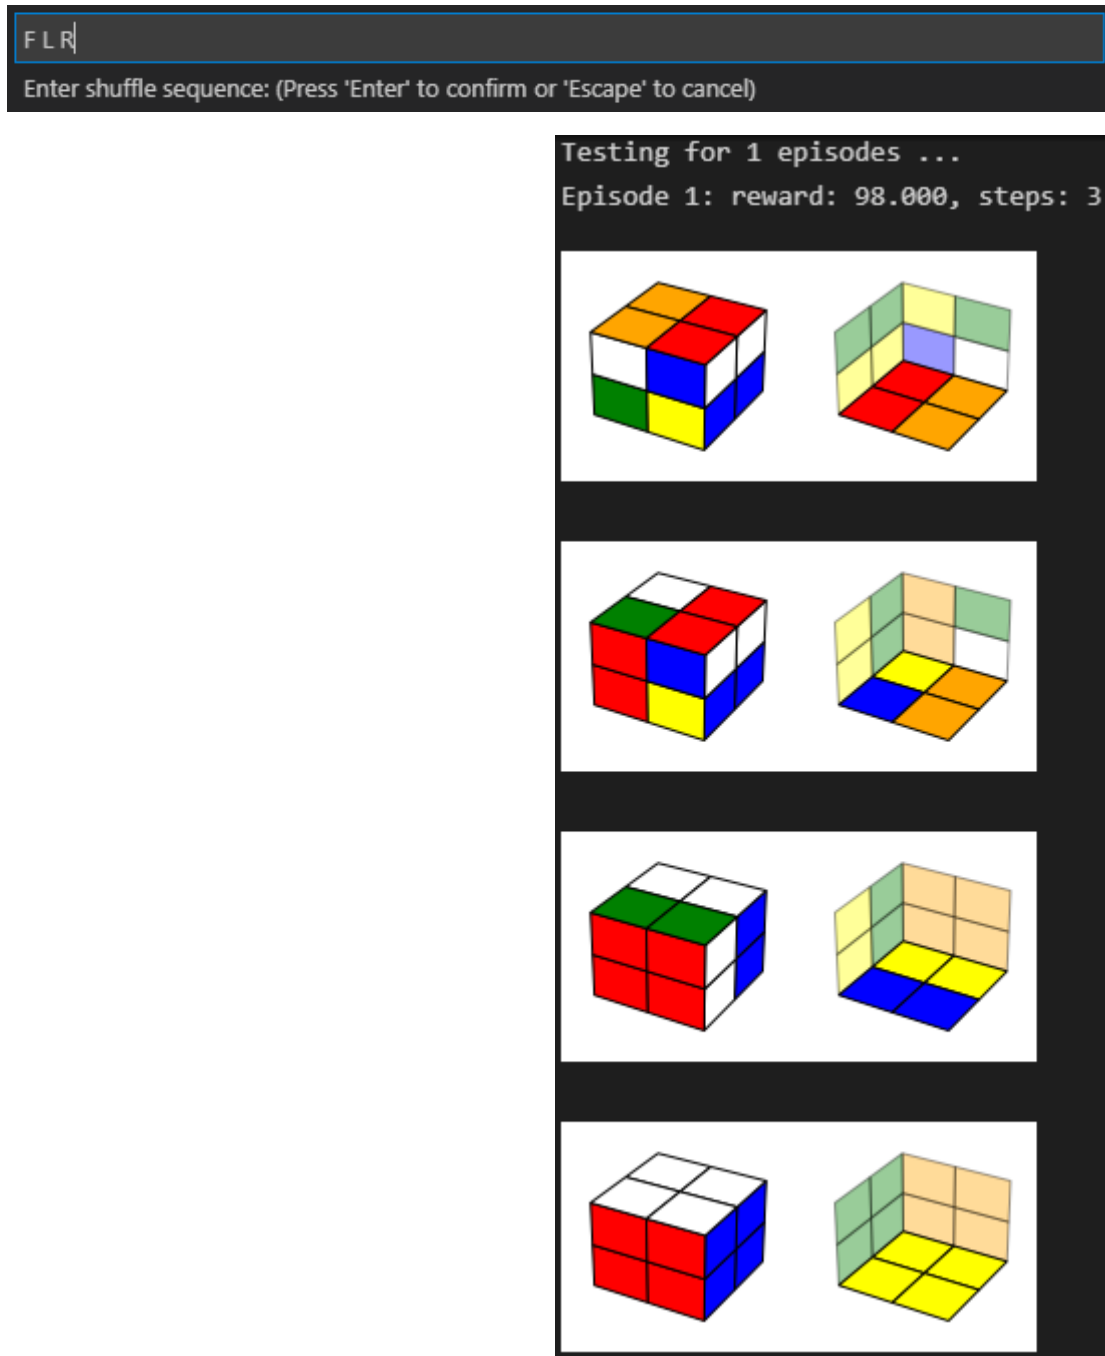 F L R
Enter shuffle sequence: (Press 'Enter' to confirm or 'Escape' to cancel)
Testing for 1 episodes ...
Episode 1: reward: 98.000, steps: 3